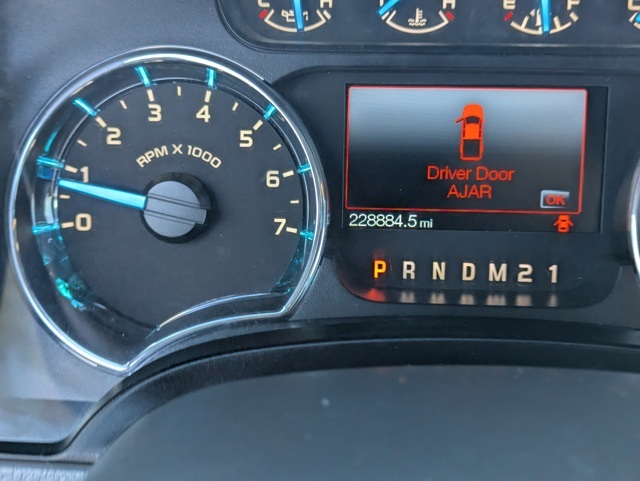 C H C H E F C
0 1 2 3 4 5 6 7
RPM X 1000
Driver Door
AJAR
OK
228884.5 mi
P R N D M 2 1